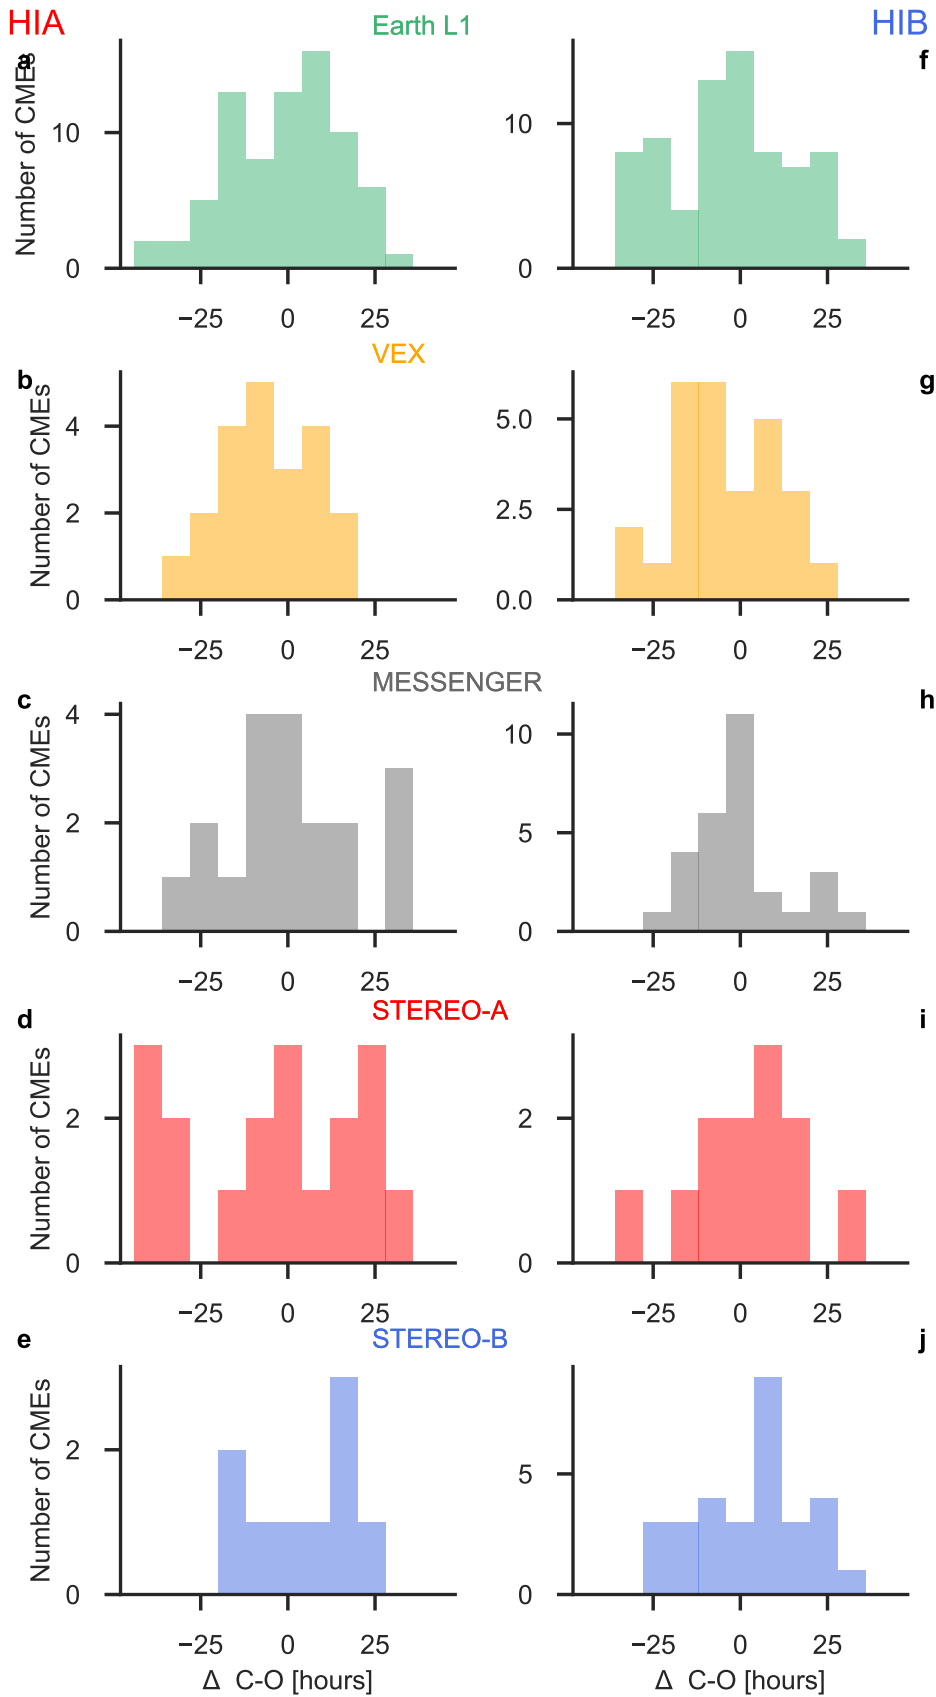 HIA
Earth L1
HIB
a
f
Number of CMEs
10
0
−25 0 25
10
0
−25 0 25
VEX
b
g
Number of CMEs
4
2
0
−25 0 25
5.0
2.5
0.0
−25 0 25
MESSENGER
c
h
Number of CMEs
4
2
0
−25 0 25
10
5
0
−25 0 25
STEREO-A
d
i
Number of CMEs
2
0
−25 0 25
2
0
−25 0 25
STEREO-B
e
j
Number of CMEs
2
0
−25 0 25
Δ C-O [hours]
5
0
−25 0 25
Δ C-O [hours]